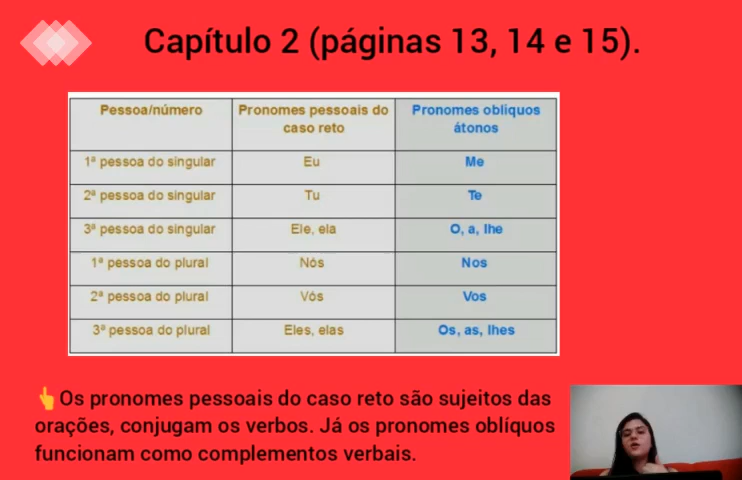 Capítulo 2 (páginas 13, 14 e 15).
Pessoa/número Pronomes pessoais do caso reto Pronomes oblíquos átonos
1ª pessoa do singular Eu Me
2ª pessoa do singular Tu Te
3ª pessoa do singular Ele, ela O, a, lhe
1ª pessoa do plural Nós Nos
2ª pessoa do plural Vós Vos
3ª pessoa do plural Eles, elas Os, as, lhes
👆Os pronomes pessoais do caso reto são sujeitos das
orações, conjugam os verbos. Já os pronomes oblíquos
funcionam como complementos verbais.